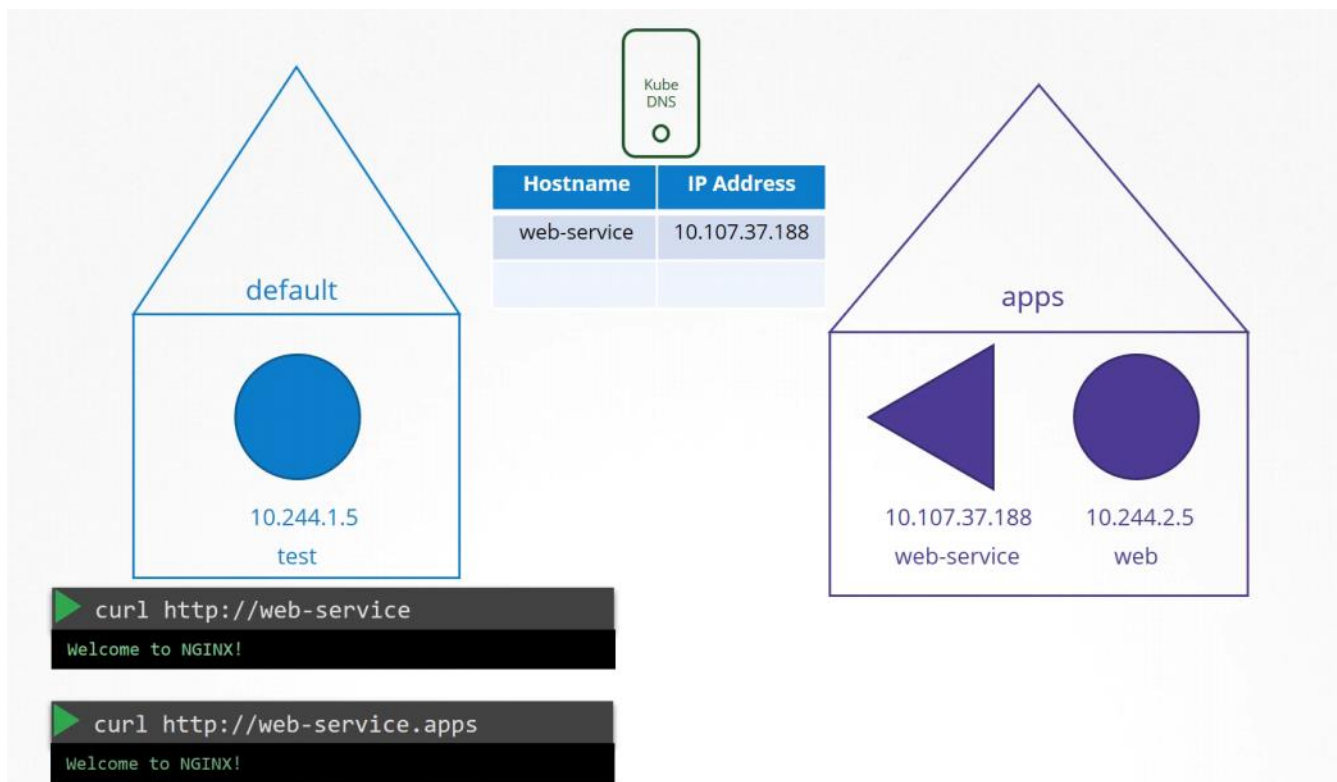 Kube
DNS
Hostname IP Address
web-service 10.107.37.188
default
apps
10.244.1.5
test
10.107.37.188 10.244.2.5
web-service web
curl http://web-service
Welcome to NGINX!
curl http://web-service.apps
Welcome to NGINX!